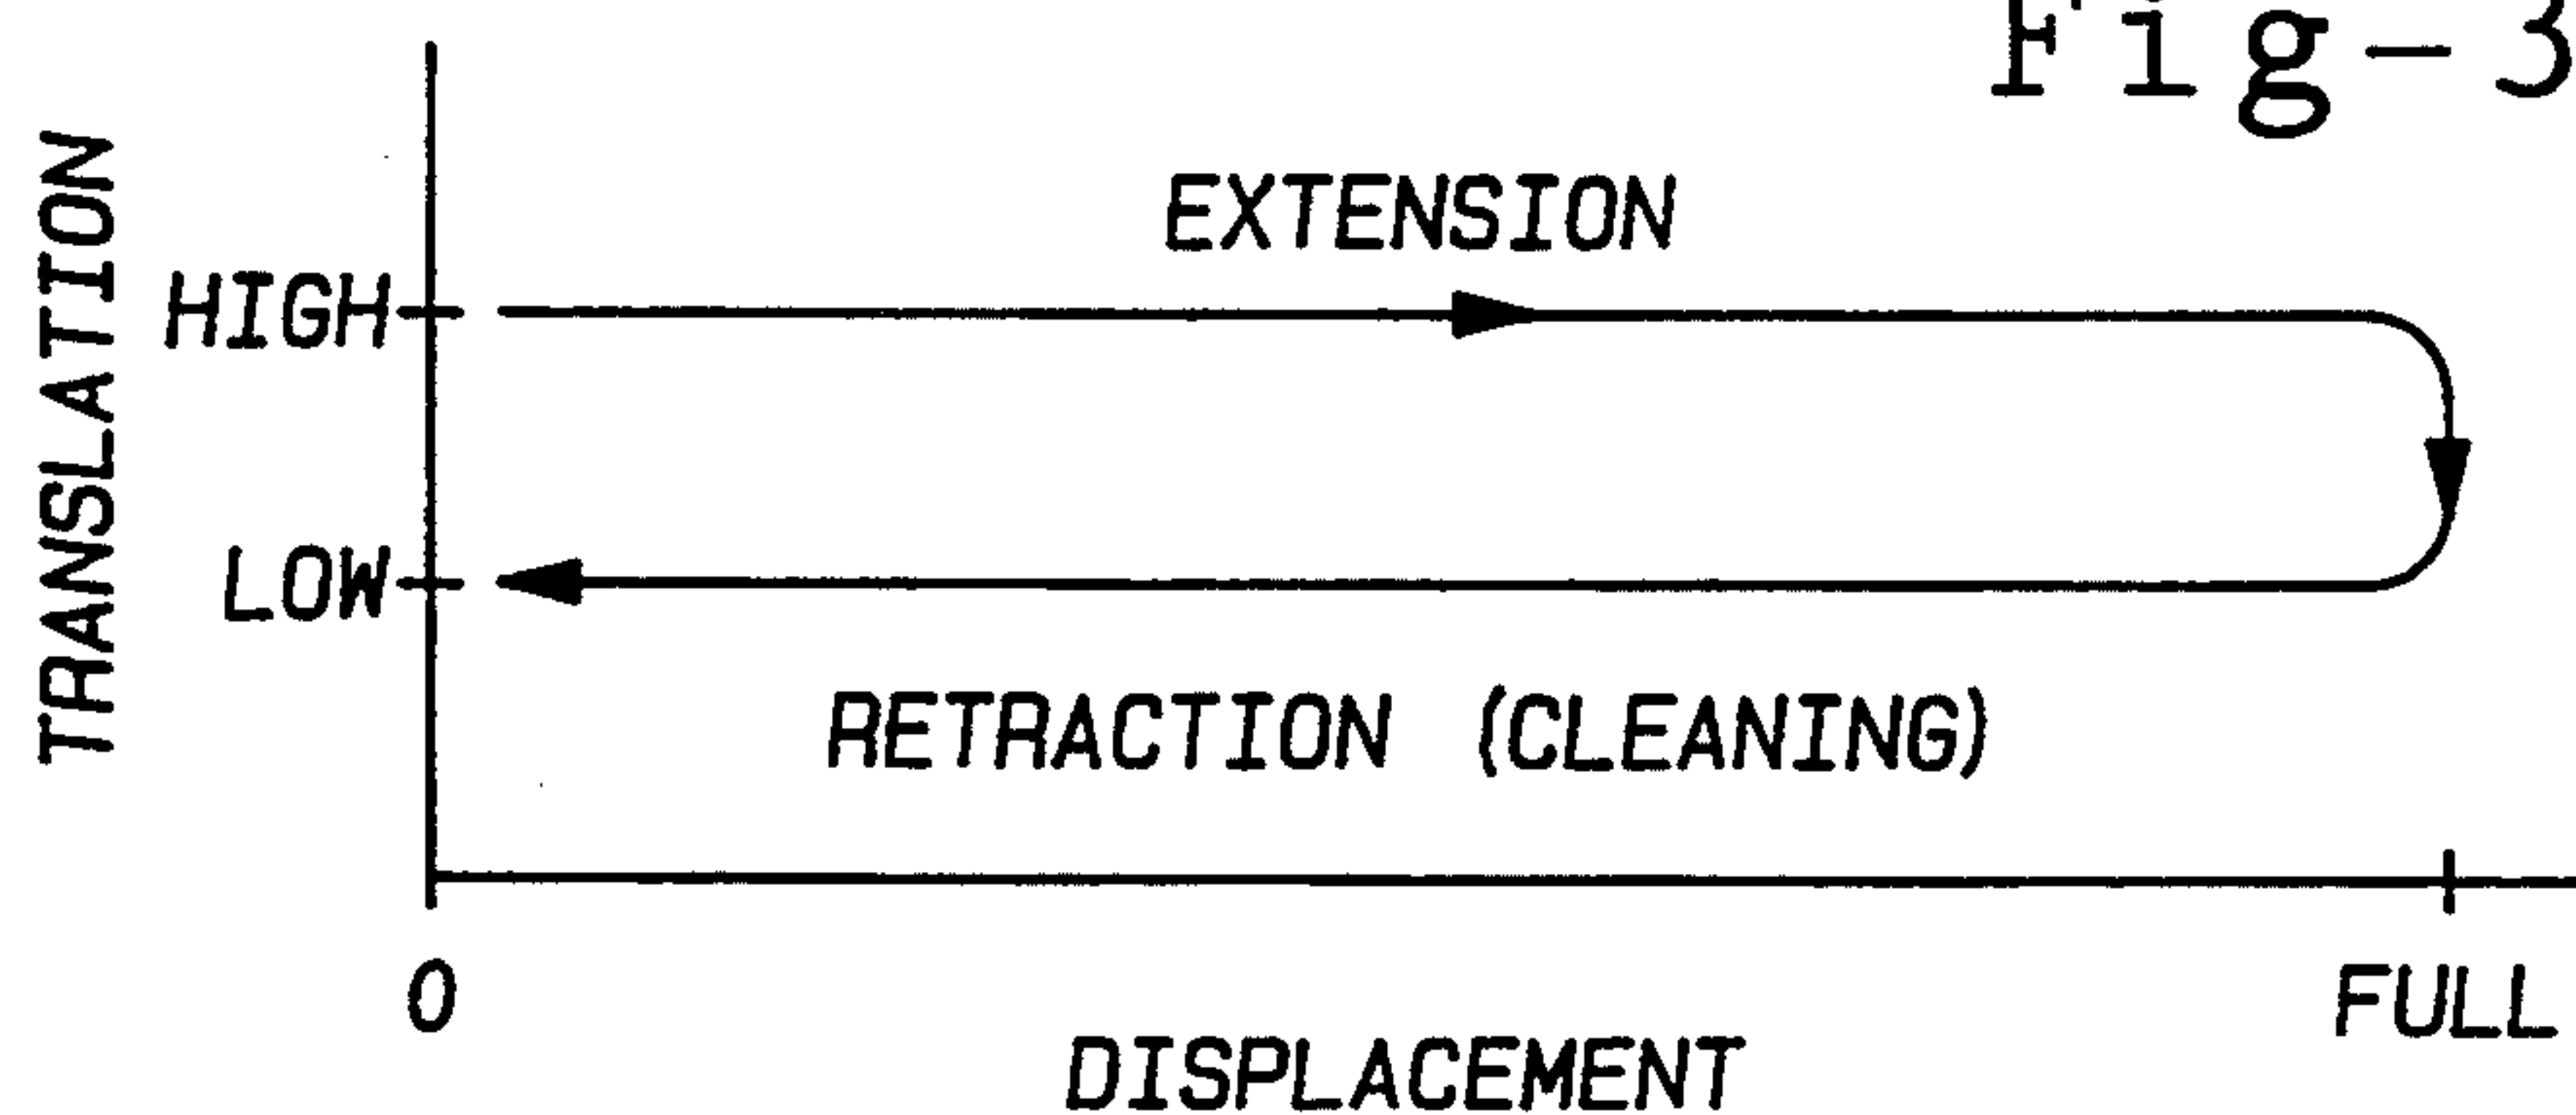 Fig-3
TRANSLATION
EXTENSION
HIGH
LOW
RETRACTION (CLEANING)
0
FULL
DISPLACEMENT